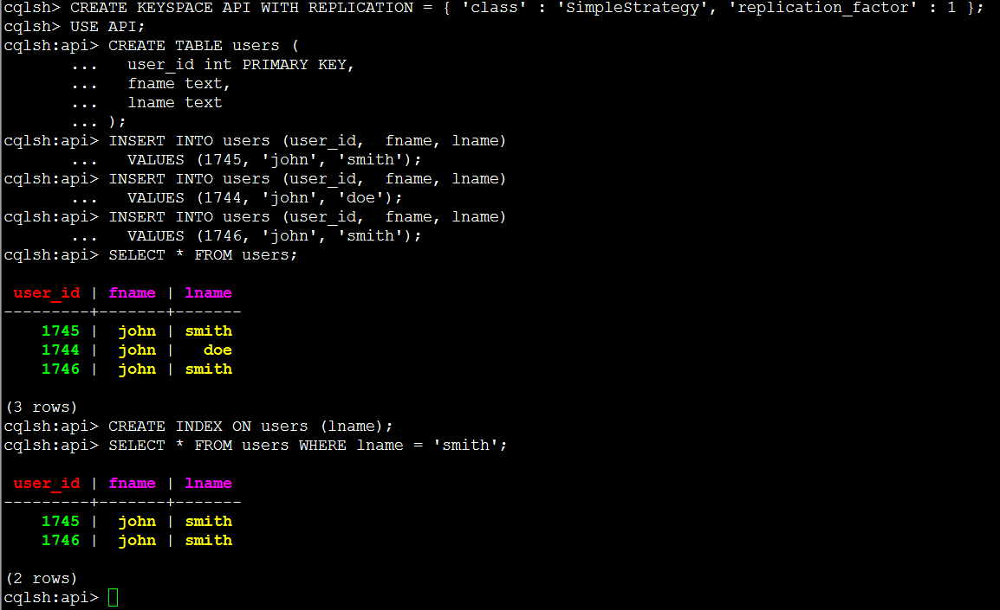 cqlsh> CREATE KEYSPACE API WITH REPLICATION = { 'class' : 'SimpleStrategy', 'replication_factor' : 1 };
cqlsh> USE API;
cqlsh:api> CREATE TABLE users (
       ...   user_id int PRIMARY KEY,
       ...   fname text,
       ...   lname text
       ... );
cqlsh:api> INSERT INTO users (user_id,  fname, lname)
       ...   VALUES (1745, 'john', 'smith');
cqlsh:api> INSERT INTO users (user_id,  fname, lname)
       ...   VALUES (1744, 'john', 'doe');
cqlsh:api> INSERT INTO users (user_id,  fname, lname)
       ...   VALUES (1746, 'john', 'smith');
cqlsh:api> SELECT * FROM users;
 user_id | fname | lname
---------+-------+-------
    1745 |  john | smith
    1744 |  john |   doe
    1746 |  john | smith
(3 rows)
cqlsh:api> CREATE INDEX ON users (lname);
cqlsh:api> SELECT * FROM users WHERE lname = 'smith';
 user_id | fname | lname
---------+-------+-------
    1745 |  john | smith
    1746 |  john | smith
(2 rows)
cqlsh:api>